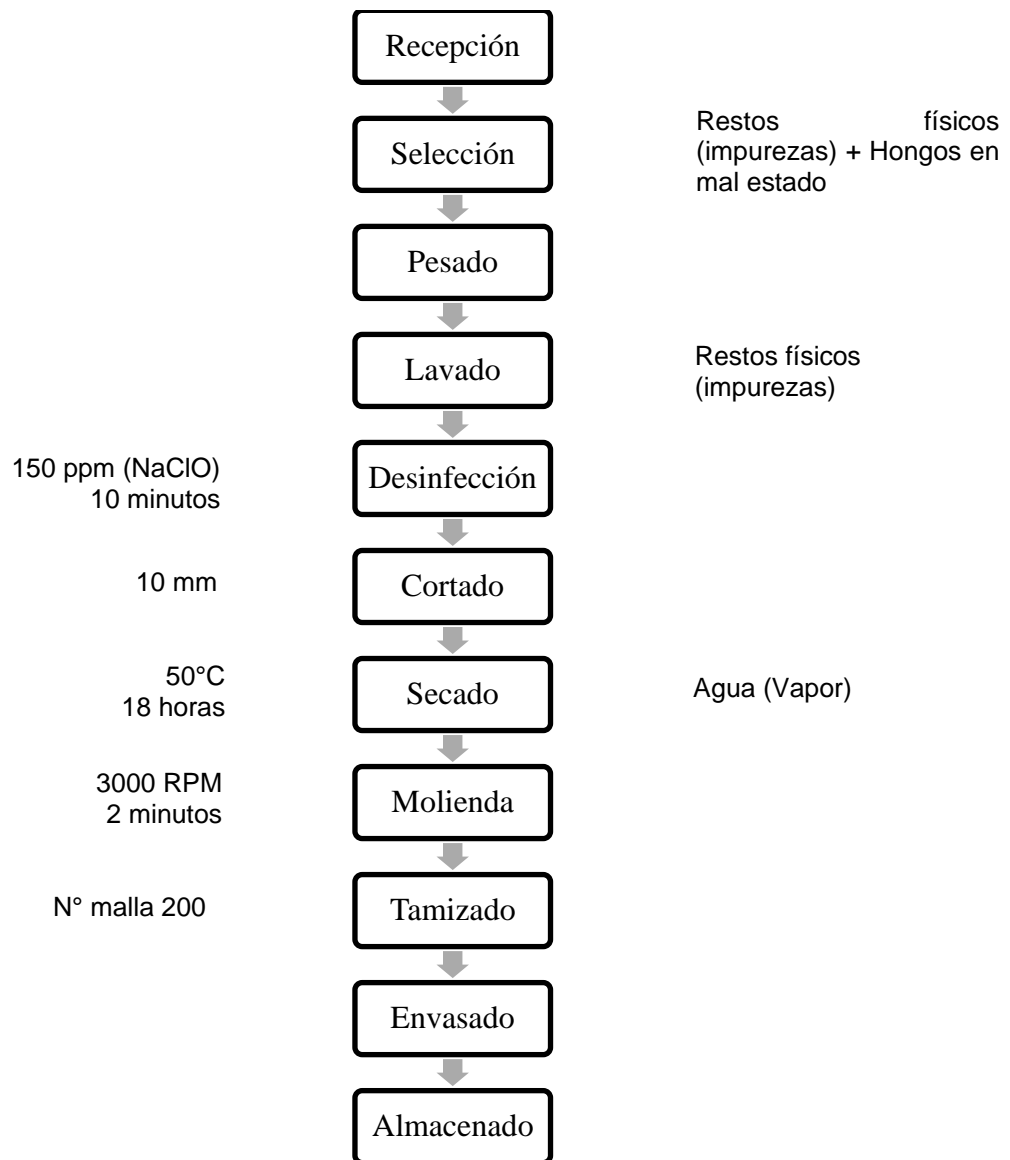 Recepción
Selección
Restos físicos
(impurezas) + Hongos en
mal estado
Pesado
Lavado
Restos físicos
(impurezas)
150 ppm (NaClO)
10 minutos
Desinfección
10 mm
Cortado
50°C
18 horas
Secado
Agua (Vapor)
3000 RPM
2 minutos
Molienda
N° malla 200
Tamizado
Envasado
Almacenado